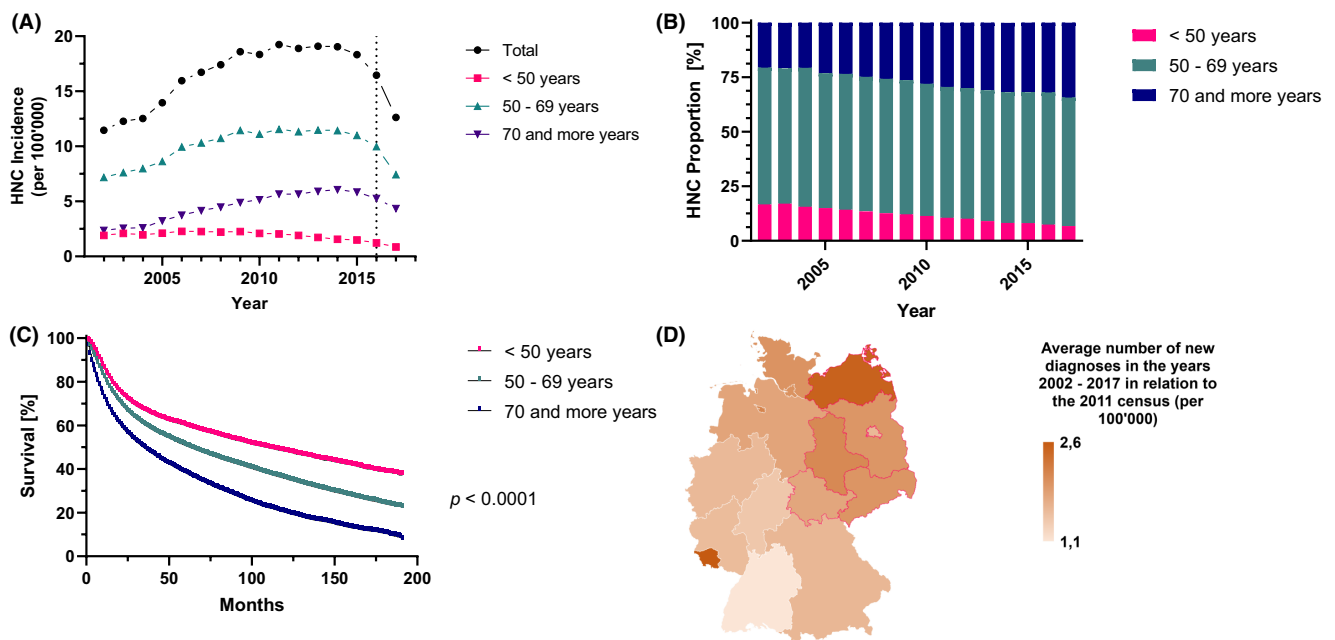 (A)
20
15
10
5
0
2005
2010
2015
HNC Incidence
(per 100'000)
Year
Total
< 50 years
50 - 69 years
70 and more years
(B)
100
75
50
25
0
2005
2010
2015
HNC Proportion [%]
Year
< 50 years
50 - 69 years
70 and more years
(C)
100
80
60
40
20
0
0
50
100
150
200
Survival [%]
Months
< 50 years
50 - 69 years
70 and more years
p < 0.0001
(D)
Average number of new
diagnoses in the years
2002 - 2017 in relation to
the 2011 census (per
100'000)
2,6
1,1